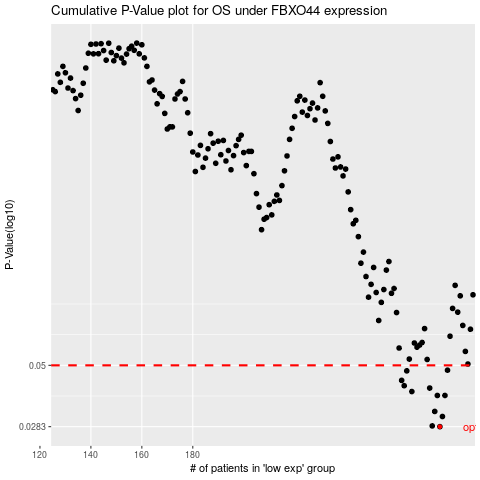 Cumulative P-Value plot for OS under FBXO44 expression
P-Value(log10)
0.05
0.0283
op
120 140 160 180
# of patients in 'low exp' group